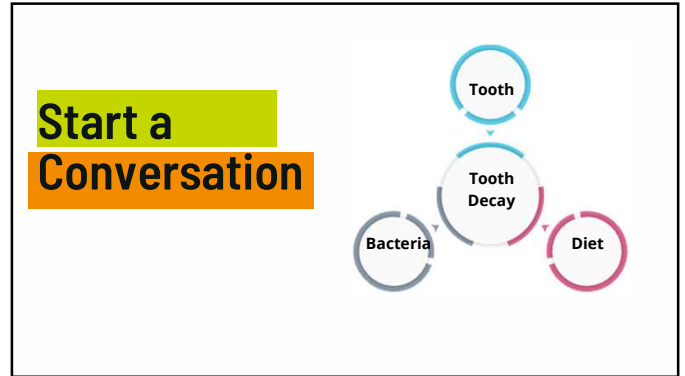 Start a
Conversation
Tooth
Tooth
Decay
Bacteria
Diet